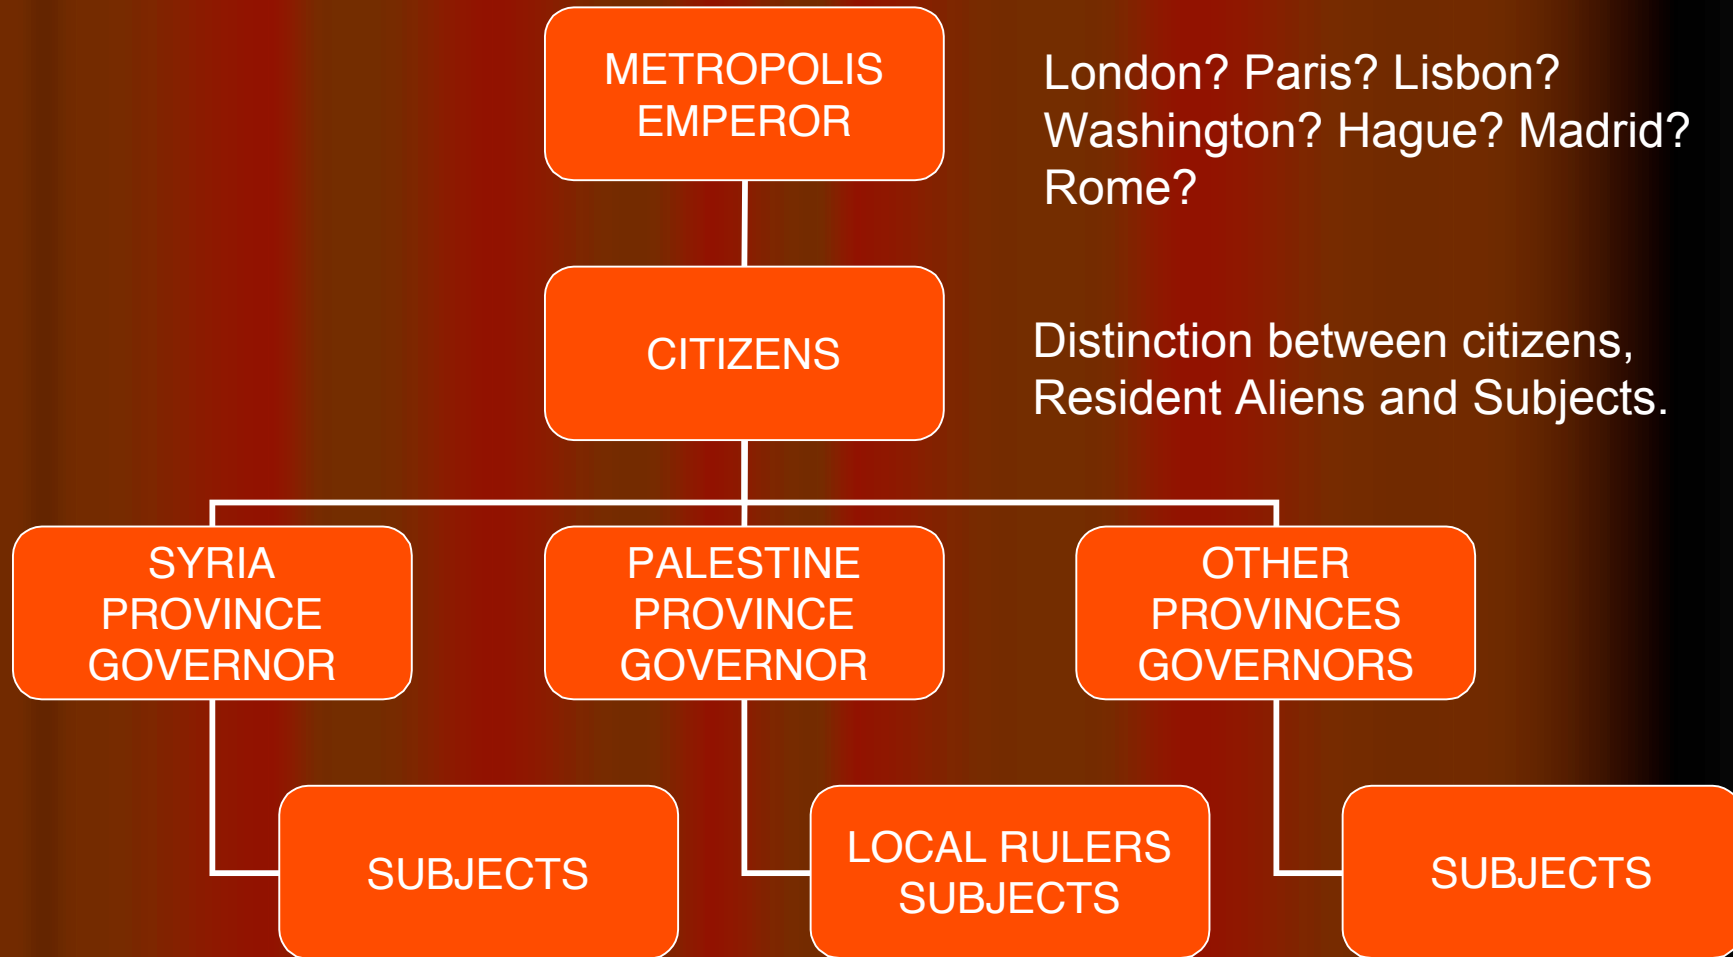 METROPOLIS
EMPEROR
London? Paris? Lisbon?
Washington? Hague? Madrid?
Rome?
CITIZENS
Distinction between citizens,
Resident Aliens and Subjects.
SYRIA
PROVINCE
GOVERNOR
PALESTINE
PROVINCE
GOVERNOR
OTHER
PROVINCES
GOVERNORS
SUBJECTS
LOCAL RULERS
SUBJECTS
SUBJECTS